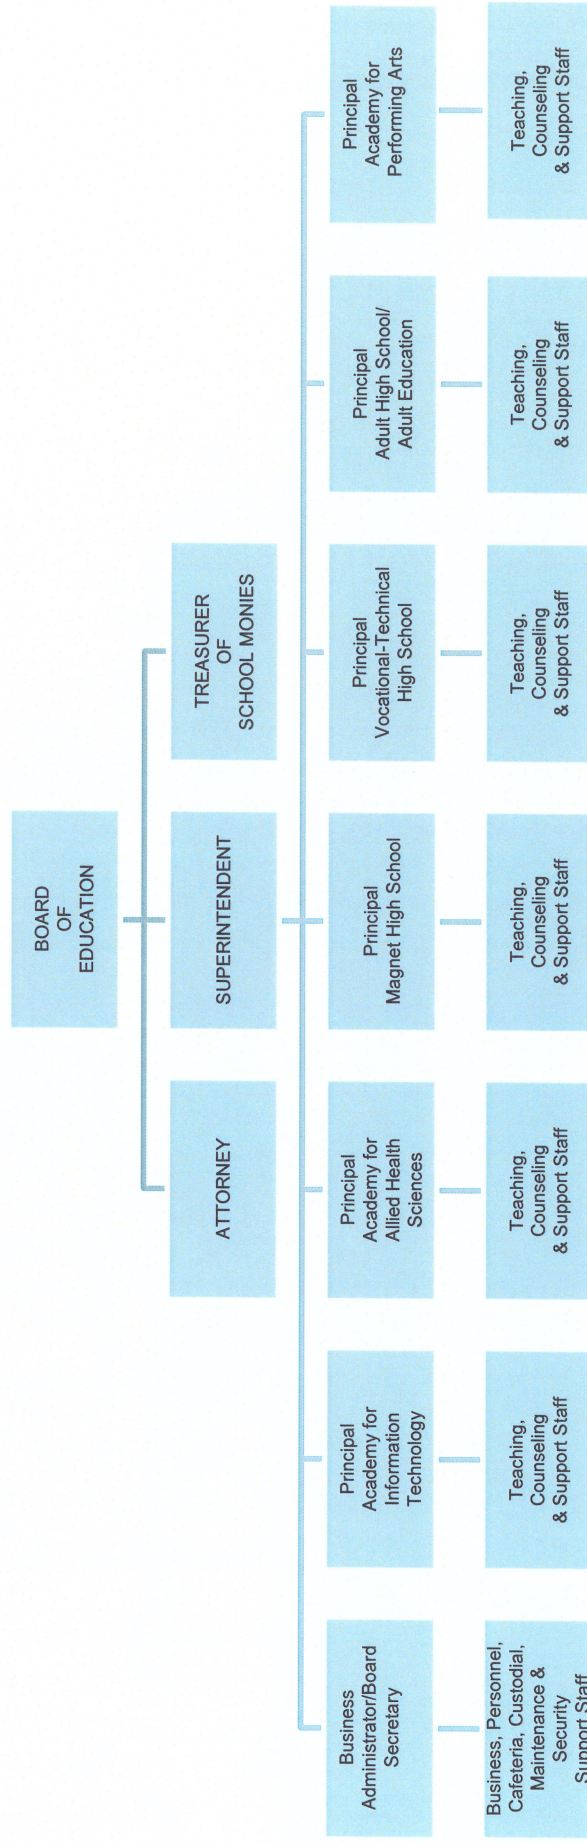 BOARD
OF
EDUCATION
ATTORNEY
SUPERINTENDENT
TREASURER
OF
SCHOOL MONIES
Business
Administrator/Board
Secretary
Principal
Academy for
Information
Technology
Principal
Academy for
Allied Health
Sciences
Principal
Magnet High School
Principal
Vocational-Technical
High School
Principal
Adult High School/
Adult Education
Principal
Academy for
Performing Arts
Business, Personnel,
Cafeteria, Custodial,
Maintenance &
Security
Support Staff
Teaching,
Counseling
& Support Staff
Teaching,
Counseling
& Support Staff
Teaching,
Counseling
& Support Staff
Teaching,
Counseling
& Support Staff
Teaching,
Counseling
& Support Staff
Teaching,
Counseling
& Support Staff